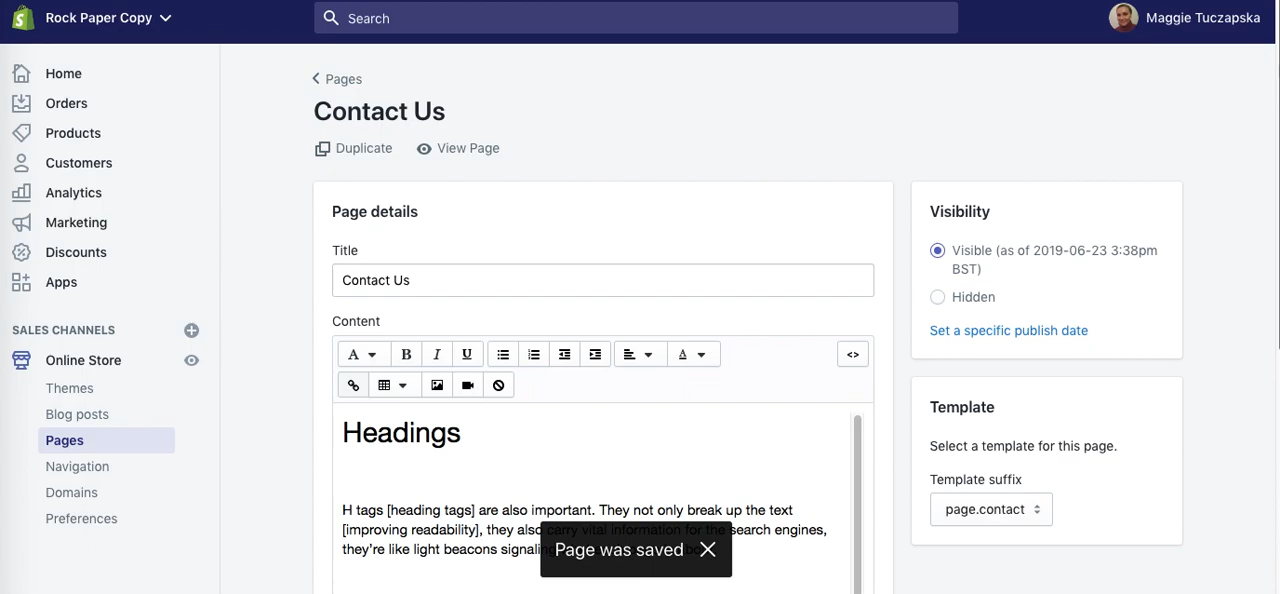 Rock Paper Copy
Search
Maggie Tuczapska
Home
Orders
Products
Customers
Analytics
Marketing
Discounts
Apps
SALES CHANNELS
Online Store
Themes
Blog posts
Pages
Navigation
Domains
Preferences
Pages
Contact Us
Duplicate
View Page
Page details
Title
Contact Us
Content
A
B
I
U
A
<>
Headings
H tags [heading tags] are also important. They not only break up the text
[improving readability], they also carry vital information for the search engines,
they're like light beacons signaling
Page was saved
Visibility
Visible (as of 2019-06-23 3:38pm
BST)
Hidden
Set a specific publish date
Template
Select a template for this page.
Template suffix
page.contact